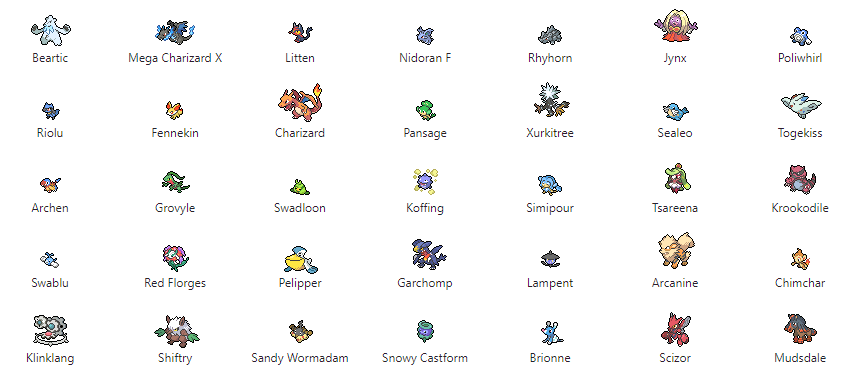 Beartic Mega Charizard X Litten Nidoran F Rhyhorn Jynx Poliwhirl
Riolu Fennekin Charizard Pansage Xurkitree Sealeo Togekiss
Archen Grovyle Swadloon Koffing Simipour Tsareena Krookodile
Swablu Red Florges Pelipper Garchomp Lampent Arcanine Chimchar
Klinklang Shiftry Sandy Wormadam Snowy Castform Brionne Scizor Mudsdale